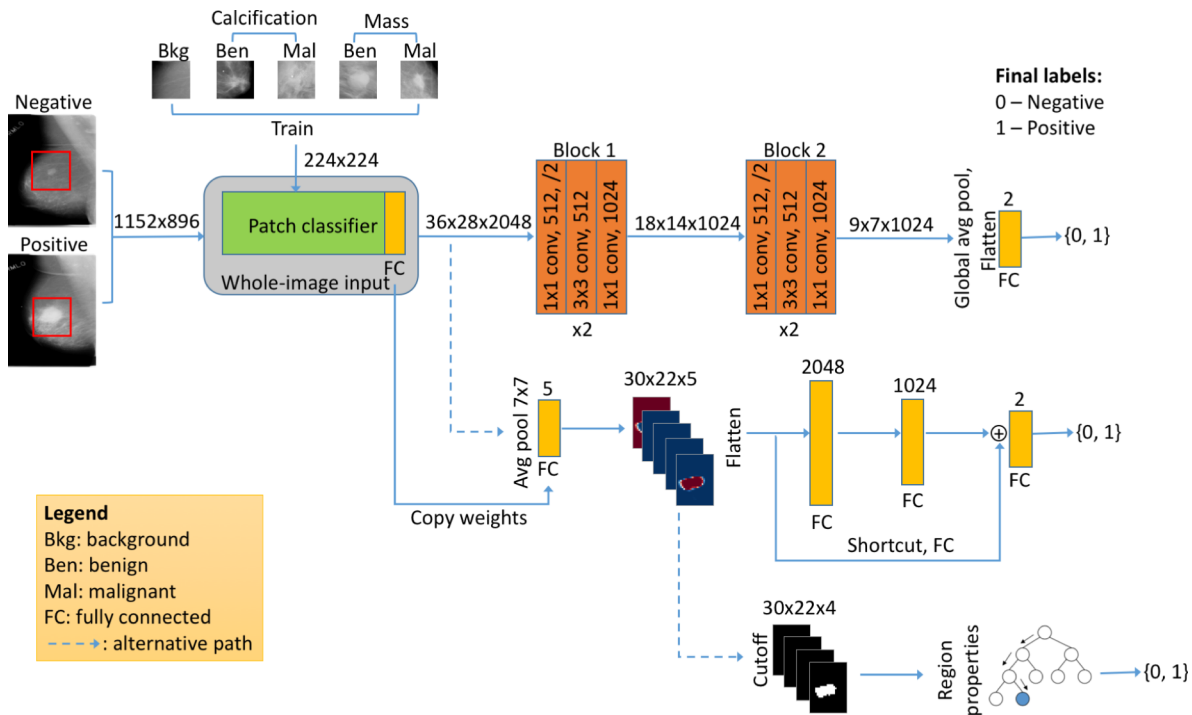 Calcification
Mass
Bkg
Ben
Mal
Ben
Mal
Train
224x224
Negative
Positive
1152x896
Patch classifier
FC
Whole-image input
36x28x2048
Block 1
1x1 conv, 512, /2
3x3 conv, 512
1x1 conv, 1024
x2
18x14x1024
Block 2
1x1 conv, 512, /2
3x3 conv, 512
1x1 conv, 1024
x2
9x7x1024
Global avg pool,
Flatten
2
FC
{0, 1}
Final labels:
0 – Negative
1 – Positive
Avg pool 7x7
5
FC
Copy weights
30x22x5
Flatten
2048
FC
1024
FC
2
FC
{0, 1}
Shortcut, FC
30x22x4
Cutoff
Region
properties
{0, 1}
Legend
Bkg: background
Ben: benign
Mal: malignant
FC: fully connected
: alternative path